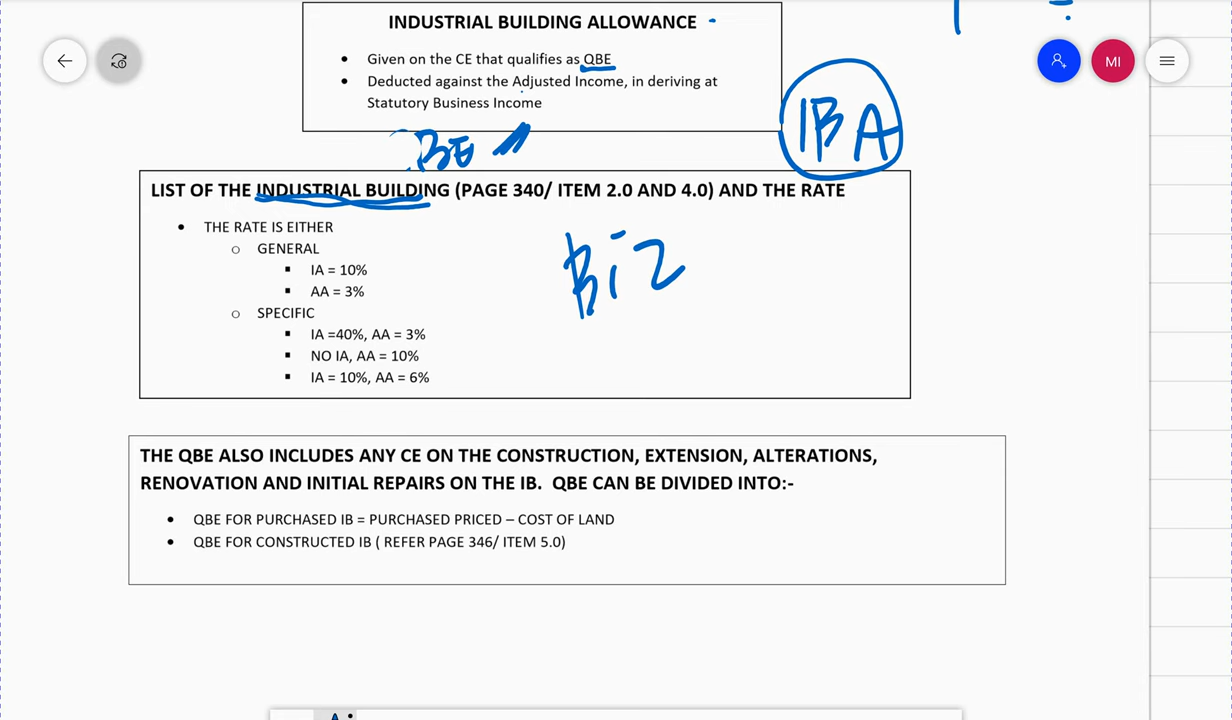 INDUSTRIAL BUILDING ALLOWANCE
• Given on the CE that qualifies as QBE
• Deducted against the Adjusted Income, in deriving at
Statutory Business Income
MI
IBA
LIST OF THE INDUSTRIAL BUILDING (PAGE 340/ ITEM 2.0 AND 4.0) AND THE RATE
• THE RATE IS EITHER
o GENERAL
▪ IA = 10%
▪ AA = 3%
o SPECIFIC
▪ IA =40%, AA = 3%
▪ NO IA, AA = 10%
▪ IA = 10%, AA = 6%
Biz
THE QBE ALSO INCLUDES ANY CE ON THE CONSTRUCTION, EXTENSION, ALTERATIONS,
RENOVATION AND INITIAL REPAIRS ON THE IB. QBE CAN BE DIVIDED INTO:-
• QBE FOR PURCHASED IB = PURCHASED PRICED – COST OF LAND
• QBE FOR CONSTRUCTED IB ( REFER PAGE 346/ ITEM 5.0)